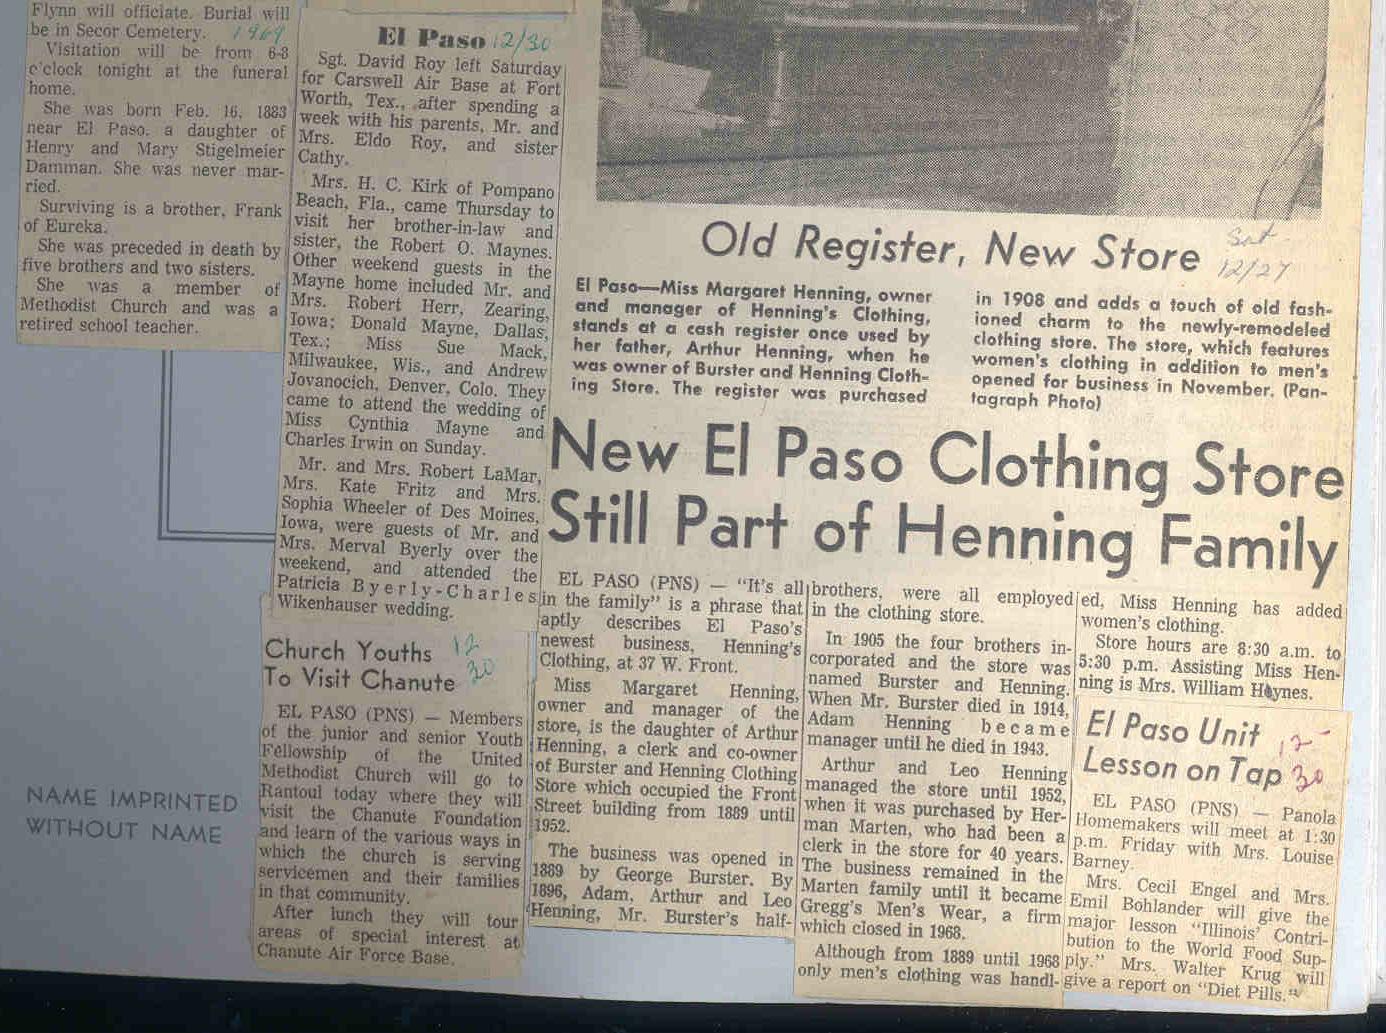 Flynn will officiate. Burial will
be in Secor Cemetery. 1969
Visitation will be from 6-8
o'clock tonight at the funeral
home.
She was born Feb. 16, 1883
near El Paso, a daughter of
Henry and Mary Stigelmeier
Damman. She was never mar-
ried.
Surviving is a brother, Frank
of Eureka.
She was preceded in death by
five brothers and two sisters.
She was a member of
Methodist Church and was a
retired school teacher.
El Paso 12/30
Sgt. David Roy left Saturday
for Carswell Air Base at Fort
Worth, Tex., after spending a
week with his parents, Mr. and
Mrs. Eldo Roy, and sister
Cathy.
Mrs. H. C. Kirk of Pompano
Beach, Fla., came Thursday to
visit her brother-in-law and
sister, the Robert O. Maynes.
Other weekend guests in the
Mayne home included Mr. and
Mrs. Robert Herr, Zearing,
Iowa; Donald Mayne, Dallas,
Tex.; Miss Sue Mack,
Milwaukee, Wis., and Andrew
Jovanocich, Denver, Colo. They
came to attend the wedding of
Miss Cynthia Mayne and
Charles Irwin on Sunday.
Mr. and Mrs. Robert LaMar,
Mrs. Kate Fritz and Mrs.
Sophia Wheeler of Des Moines,
Iowa, were guests of Mr. and
Mrs. Merval Byerly over the
weekend, and attended the
Patricia Byerly-Charles
Wikenhauser wedding.
Church Youths 12
To Visit Chanute 30
EL PASO (PNS) — Members
of the junior and senior Youth
Fellowship of the United
Methodist Church will go to
Rantoul today where they will
visit the Chanute Foundation
and learn of the various ways in
which the church is serving
servicemen and their families
in that community.
After lunch they will tour
areas of special interest at
Chanute Air Force Base.
NAME IMPRINTED
WITHOUT NAME
Old Register, New Store Sat
12/27
El Paso—Miss Margaret Henning, owner
and manager of Henning's Clothing,
stands at a cash register once used by
her father, Arthur Henning, when he
was owner of Burster and Henning Cloth-
ing Store. The register was purchased
in 1908 and adds a touch of old fash-
ioned charm to the newly-remodeled
clothing store. The store, which features
women's clothing in addition to men's
opened for business in November. (Pan-
tagraph Photo)
New El Paso Clothing Store
Still Part of Henning Family
EL PASO (PNS) — "It's all
in the family" is a phrase that
aptly describes El Paso's
newest business, Henning's
Clothing, at 37 W. Front.
Miss Margaret Henning,
owner and manager of the
store, is the daughter of Arthur
Henning, a clerk and co-owner
of Burster and Henning Clothing
Store which occupied the Front
Street building from 1889 until
1952.
The business was opened in
1889 by George Burster. By
1896, Adam, Arthur and Leo
Henning, Mr. Burster's half-
brothers, were all employed
in the clothing store.
In 1905 the four brothers in-
corporated and the store was
named Burster and Henning.
When Mr. Burster died in 1914,
Adam Henning became
manager until he died in 1943.
Arthur and Leo Henning
managed the store until 1952,
when it was purchased by Her-
man Marten, who had been a
clerk in the store for 40 years.
The business remained in the
Marten family until it became
Gregg's Men's Wear, a firm
which closed in 1968.
Although from 1889 until 1968
only men's clothing was handl-
ed, Miss Henning has added
women's clothing.
Store hours are 8:30 a.m. to
5:30 p.m. Assisting Miss Hen-
ning is Mrs. William Haynes.
El Paso Unit 12-
Lesson on Tap 30
EL PASO (PNS) — Panola
Homemakers will meet at 1:30
p.m. Friday with Mrs. Louise
Barney.
Mrs. Cecil Engel and Mrs.
Emil Bohlander will give the
major lesson "Illinois' Contri-
bution to the World Food Sup-
ply." Mrs. Walter Krug will
give a report on "Diet Pills."